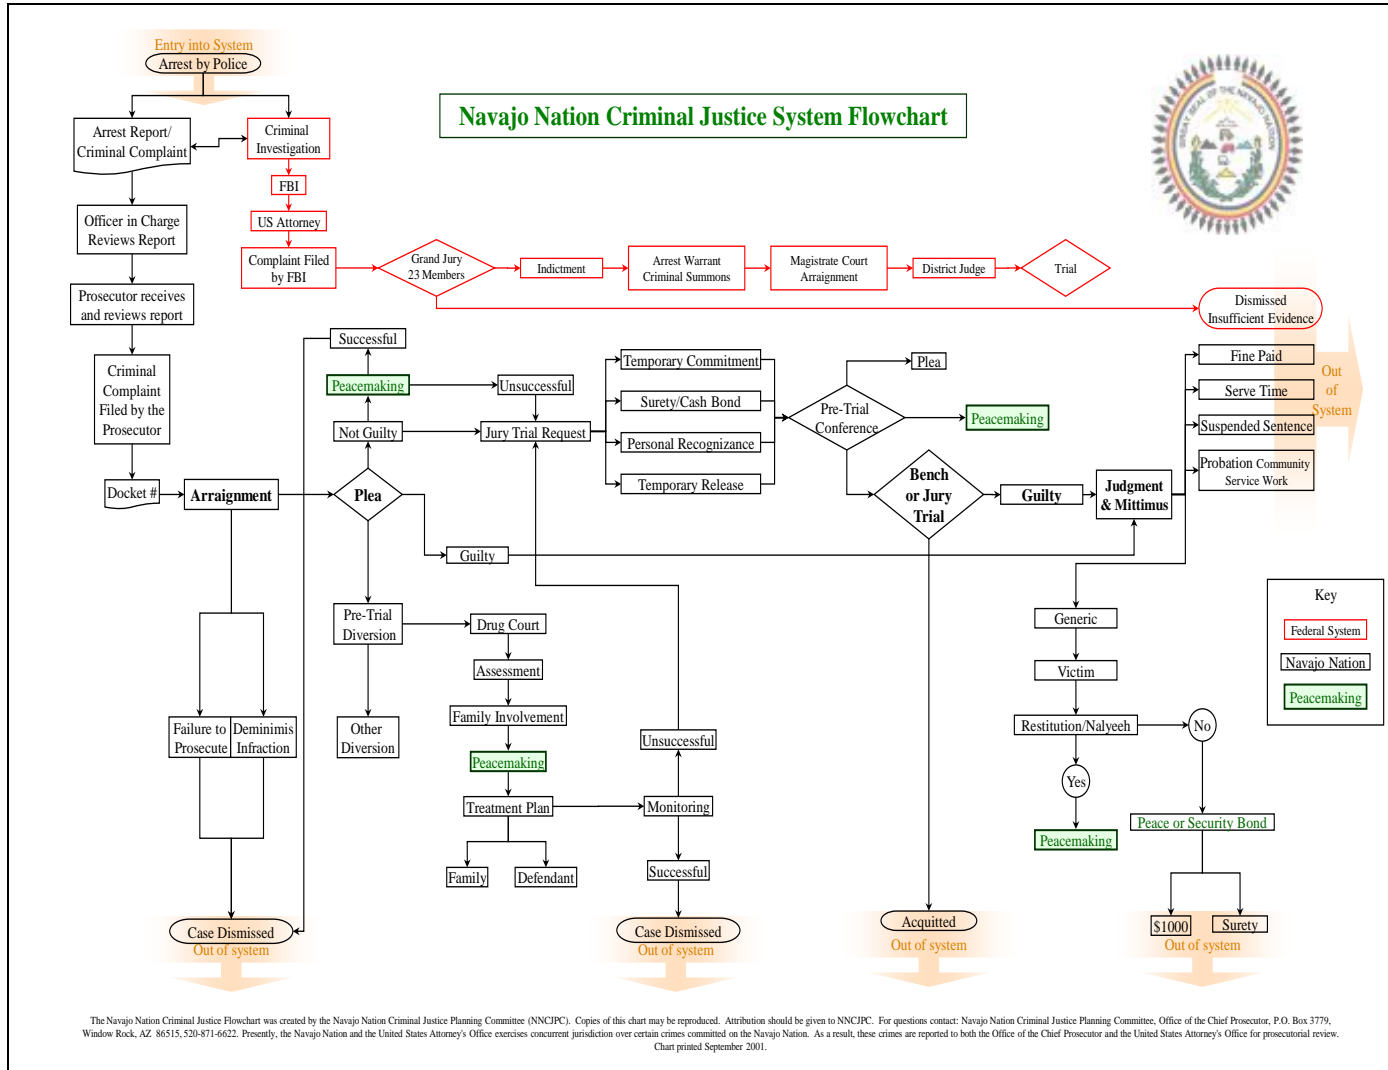 Entry into System
Arrest by Police
Navajo Nation Criminal Justice System Flowchart
GREAT SEAL OF THE NAVAJO NATION
Arrest Report/
Criminal Complaint
Criminal
Investigation
FBI
US Attorney
Officer in Charge
Reviews Report
Complaint Filed
by FBI
Grand Jury
23 Members
Indictment
Arrest Warrant
Criminal Summons
Magistrate Court
Arraignment
District Judge
Trial
Dismissed
Insufficient Evidence
Prosecutor receives
and reviews report
Criminal
Complaint
Filed by the
Prosecutor
Docket #
Arraignment
Successful
Peacemaking
Unsuccessful
Not Guilty
Jury Trial Request
Plea
Guilty
Temporary Commitment
Surety/Cash Bond
Personal Recognizance
Temporary Release
Pre-Trial
Conference
Plea
Peacemaking
Bench
or Jury
Trial
Guilty
Judgment
& Mittimus
Fine Paid
Serve Time
Suspended Sentence
Probation Community
Service Work
Out
of
System
Pre-Trial
Diversion
Drug Court
Assessment
Family Involvement
Peacemaking
Treatment Plan
Family
Defendant
Other
Diversion
Unsuccessful
Monitoring
Successful
Failure to
Prosecute
Deminimis
Infraction
Generic
Victim
Restitution/Nalyeeh
No
Yes
Peacemaking
Peace or Security Bond
$1000
Surety
Key
Federal System
Navajo Nation
Peacemaking
Case Dismissed
Out of system
Case Dismissed
Out of system
Acquitted
Out of system
Out of system
The Navajo Nation Criminal Justice Flowchart was created by the Navajo Nation Criminal Justice Planning Committee (NNCJPC). Copies of this chart may be reproduced. Attribution should be given to NNCJPC. For questions contact: Navajo Nation Criminal Justice Planning Committee, Office of the Chief Prosecutor, P.O. Box 3779,
Window Rock, AZ 86515, 520-871-6622. Presently, the Navajo Nation and the United States Attorney's Office exercises concurrent jurisdiction over certain crimes committed on the Navajo Nation. As a result, these crimes are reported to both the Office of the Chief Prosecutor and the United States Attorney's Office for prosecutorial review.
Chart printed September 2001.